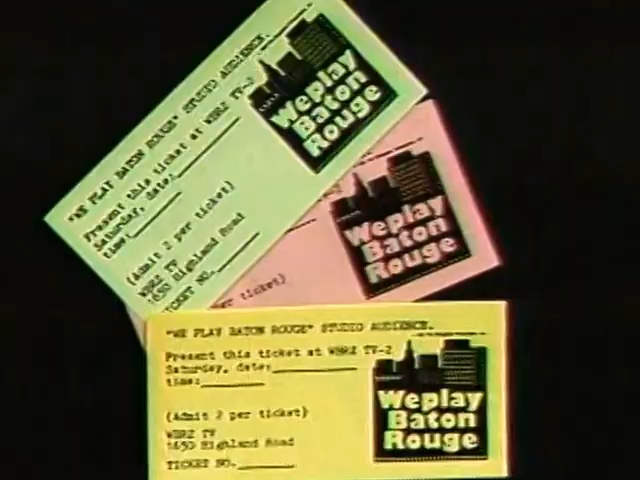 "WE PLAY BATON ROUGE" STUDIO AUDIENCE.
Present this ticket at WBRZ TV-2
Saturday, date:
time:
(Admit 2 per ticket)
WBRZ TV
1650 Highland Road
TICKET NO.
Weplay
Baton
Rouge
Weplay
Baton
Rouge
per ticket)
"WE PLAY BATON ROUGE" STUDIO AUDIENCE.
Present this ticket at WBRZ TV-2
Saturday, date:
time:
(Admit 2 per ticket)
WBRZ TV
1650 Highland Road
TICKET NO.
Weplay
Baton
Rouge